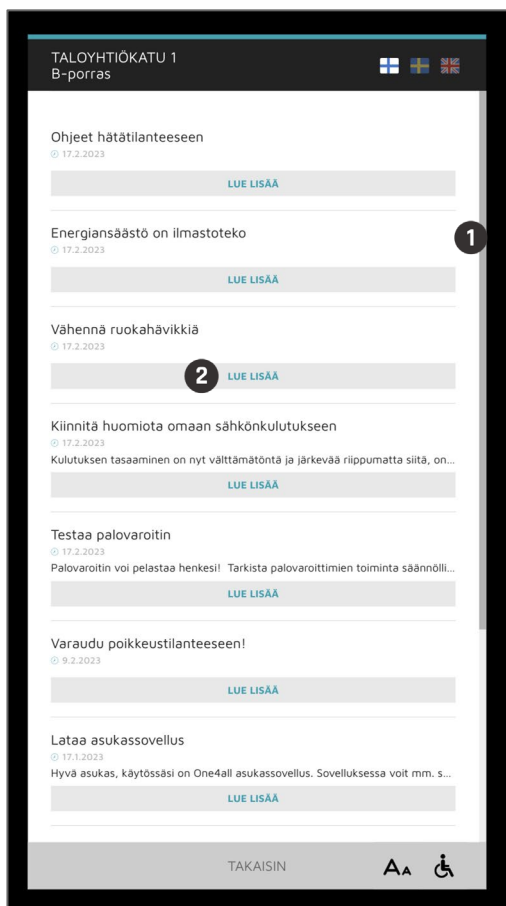 TALOYHTIÖKATU 1
B-porras
Ohjeet hätätilanteeseen
17.2.2023
LUE LISÄÄ
Energiansäästö on ilmastoteko
1
17.2.2023
LUE LISÄÄ
Vähennä ruokahävikkiä
17.2.2023
2 LUE LISÄÄ
Kiinnitä huomiota omaan sähkönkulutukseen
17.2.2023
Kulutuksen tasaaminen on nyt välttämätöntä ja järkevää riippumatta siitä, on...
LUE LISÄÄ
Testaa palovaroitin
17.2.2023
Palovaroitin voi pelastaa henkesi! Tarkista palovaroittimien toiminta säännölli...
LUE LISÄÄ
Varaudu poikkeustilanteeseen!
9.2.2023
LUE LISÄÄ
Lataa asukassovellus
17.1.2023
Hyvä asukas, käytössäsi on One4all asukassovellus. Sovelluksessa voit mm. s...
LUE LISÄÄ
TAKAISIN AA